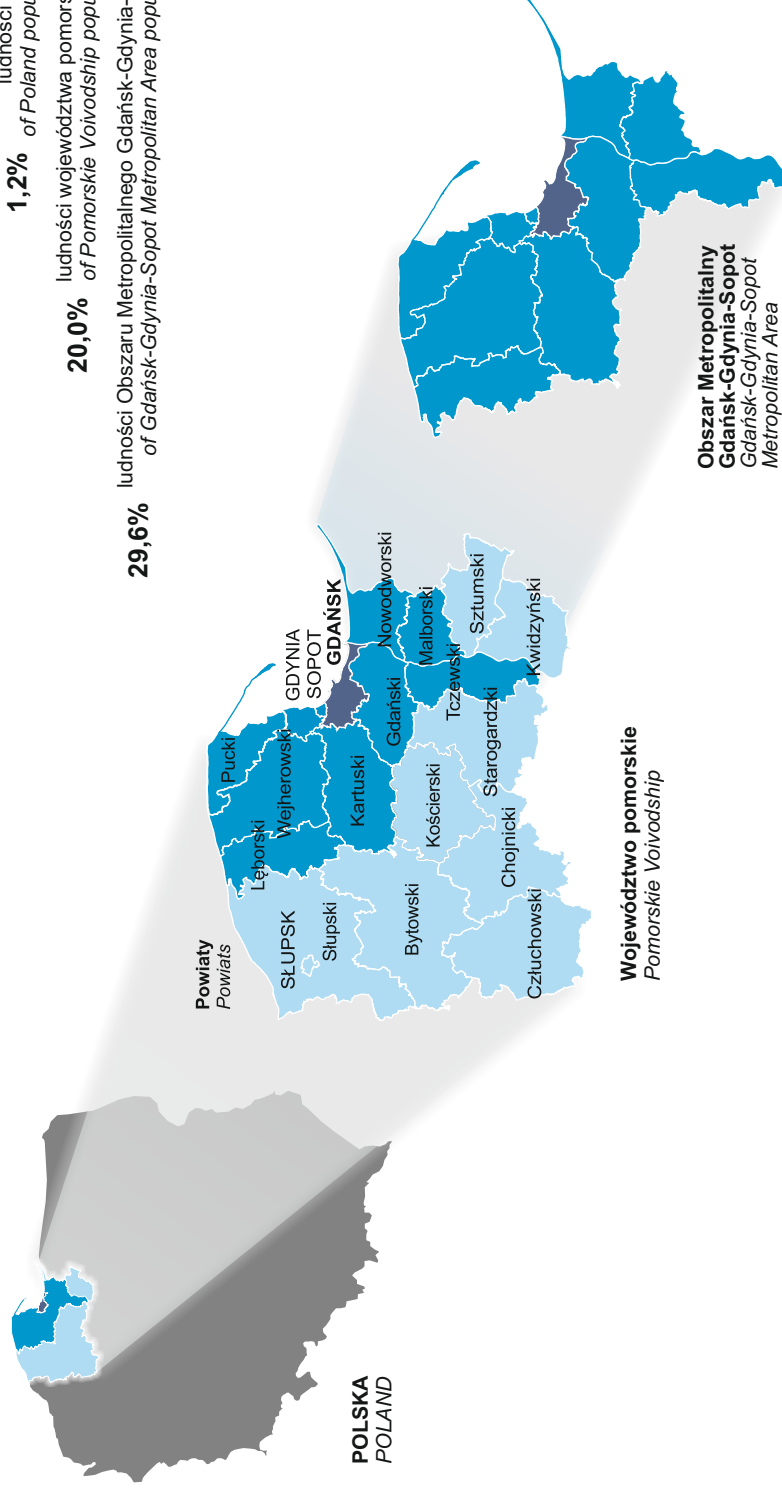 1,2%
ludności
of Poland popu
20,0%
ludności województwa pomors
of Pomorskie Voivodship popu
29,6%
ludności Obszaru Metropolitalnego Gdańsk-Gdynia-
of Gdańsk-Gdynia-Sopot Metropolitan Area popu
POLSKA
POLAND
Powiaty
Powiats
SŁUPSK
Słupski
Lęborski
Wejherowski
Pucki
GDYNIA
SOPOT
GDAŃSK
Kartuski
Gdański
Nowodworski
Malborski
Bytowski
Kościerski
Tczewski
Sztumski
Starogardzki
Chojnicki
Człuchowski
Kwidzyński
Województwo pomorskie
Pomorskie Voivodship
Obszar Metropolitalny
Gdańsk-Gdynia-Sopot
Gdańsk-Gdynia-Sopot
Metropolitan Area